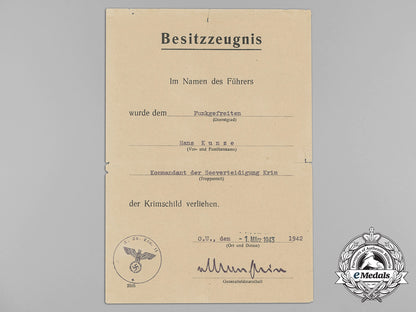 Besitzzeugnis
Im Namen des Führers
wurde dem Funkgefreiten
(Dienstgrad)
Hans Kunze
(Vor- und Familienname)
Kommandant der Seeverteidigung Krim
(Truppenteil)
der Krimschild verliehen.
O.U., den -1. März 1943 1942
(Ort und Datum)
Generalfeldmarschall
eMedals